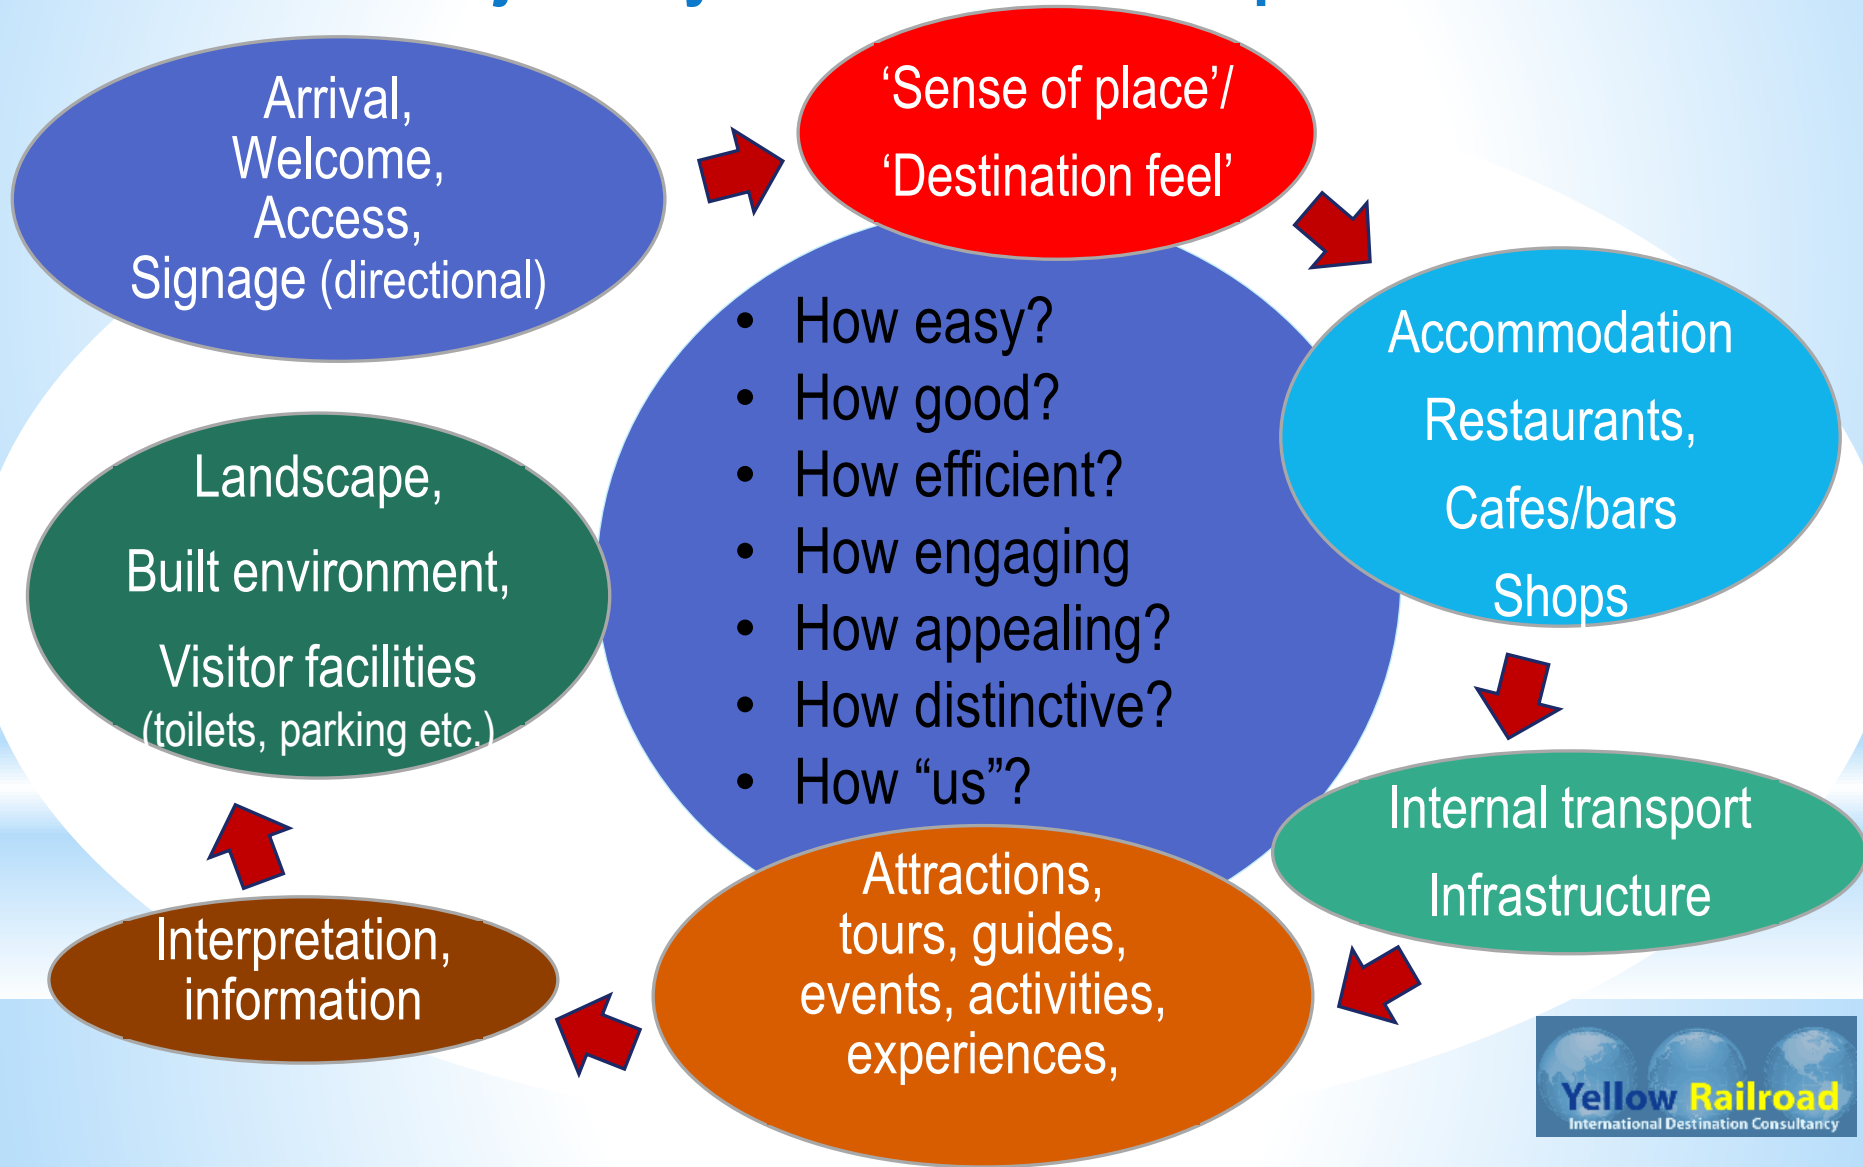 Arrival,
Welcome,
Access,
Signage (directional)
‘Sense of place’/
‘Destination feel’
Accommodation
Restaurants,
Cafes/bars
Shops
Internal transport
Infrastructure
Attractions,
tours, guides,
events, activities,
experiences,
Interpretation,
information
Landscape,
Built environment,
Visitor facilities
(toilets, parking etc.)
• How easy?
• How good?
• How efficient?
• How engaging
• How appealing?
• How distinctive?
• How “us”?
Yellow Railroad
International Destination Consultancy